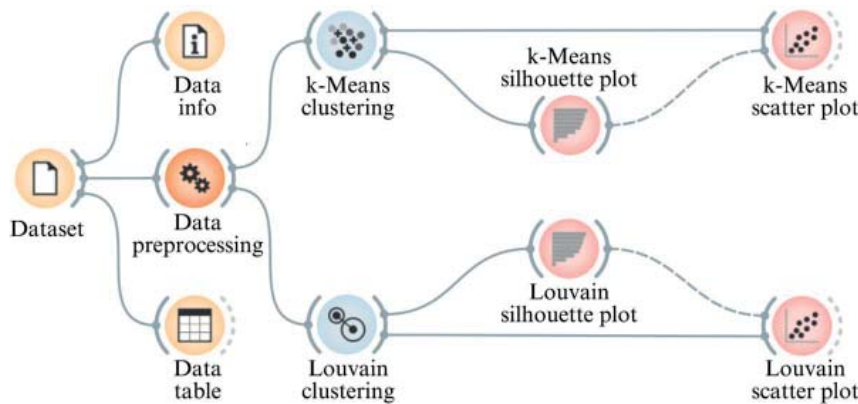 Data
info
k-Means
clustering
k-Means
silhouette plot
k-Means
scatter plot
Dataset
Data
preprocessing
Data
table
Louvain
clustering
Louvain
silhouette plot
Louvain
scatter plot